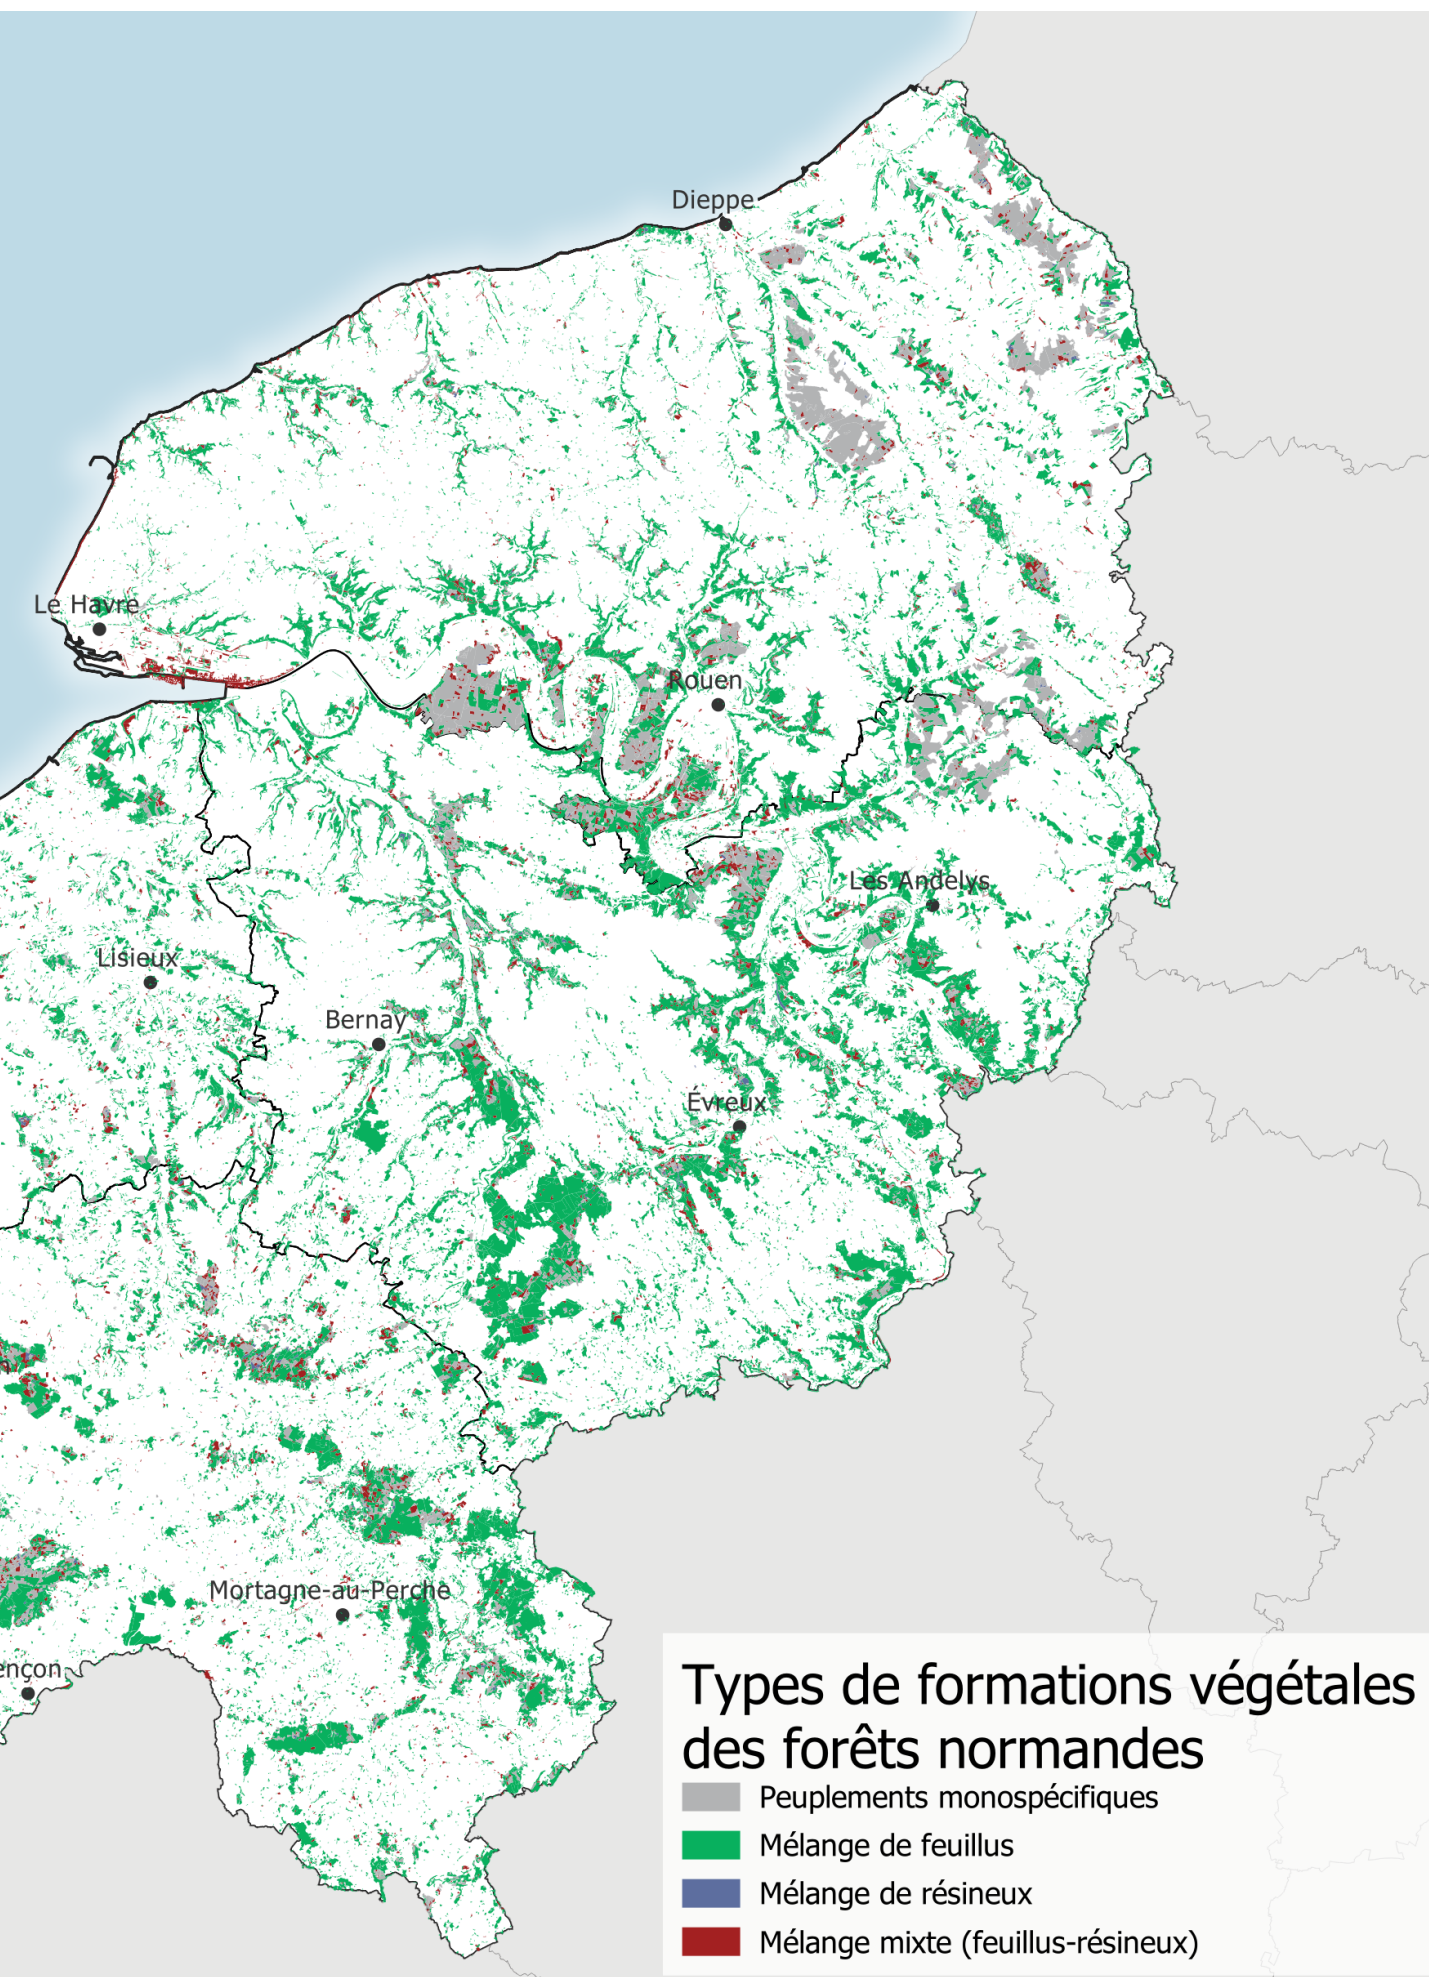 Dieppe
Le Havre
Rouen
Les Andelys
Lisieux
Bernay
Évreux
Mortagne-au-Perche
ençon
Types de formations végétales
des forêts normandes
Peuplements monospécifiques
Mélange de feuillus
Mélange de résineux
Mélange mixte (feuillus-résineux)